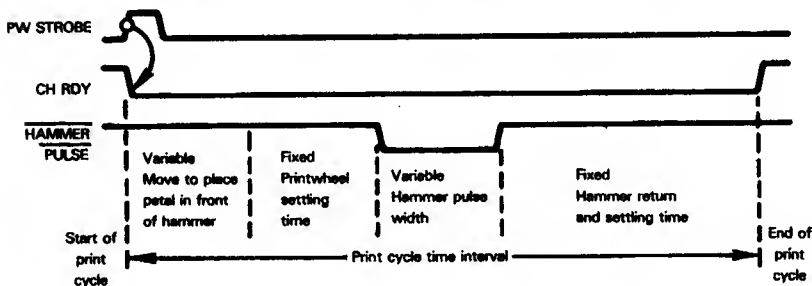 PW STROBE
CH RDY
HAMMER
PULSE
Variable
Move to place
petal in front
of hammer
Fixed
Printwheel
settling
time
Variable
Hammer pulse
width
Fixed
Hammer return
and settling time
Start of
print
cycle
Print cycle time interval
End of
print
cycle